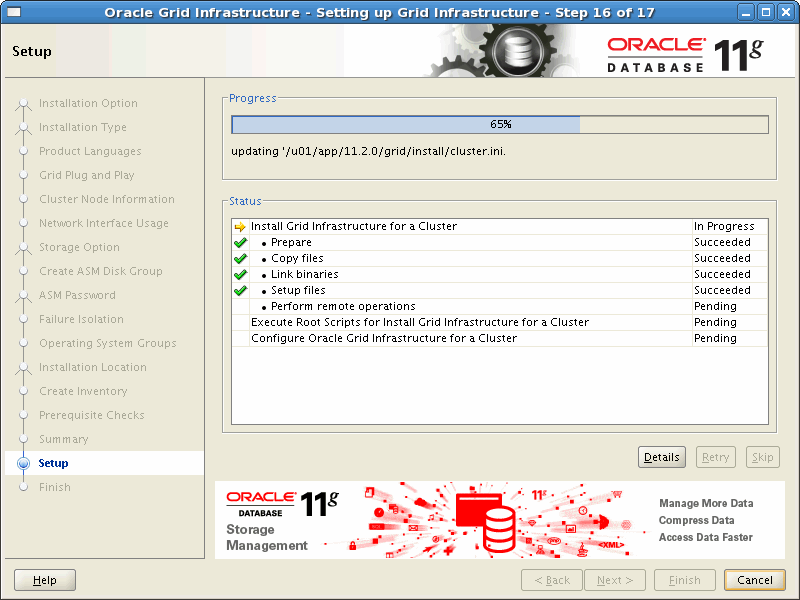 Oracle Grid Infrastructure - Setting up Grid Infrastructure - Step 16 of 17
Setup
ORACLE
DATABASE 11g
Installation Option
Installation Type
Product Languages
Grid Plug and Play
Cluster Node Information
Network Interface Usage
Storage Option
Create ASM Disk Group
ASM Password
Failure Isolation
Operating System Groups
Installation Location
Create Inventory
Prerequisite Checks
Summary
Setup
Finish
Progress
65%
updating '/u01/app/11.2.0/grid/install/cluster.ini.
Status
Install Grid Infrastructure for a Cluster In Progress
• Prepare Succeeded
• Copy files Succeeded
• Link binaries Succeeded
• Setup files Succeeded
• Perform remote operations Pending
Execute Root Scripts for Install Grid Infrastructure for a Cluster Pending
Configure Oracle Grid Infrastructure for a Cluster Pending
Details Retry Skip
ORACLE
DATABASE 11g
Storage
Management
11g
<XML>
Manage More Data
Compress Data
Access Data Faster
Help < Back Next > Finish Cancel